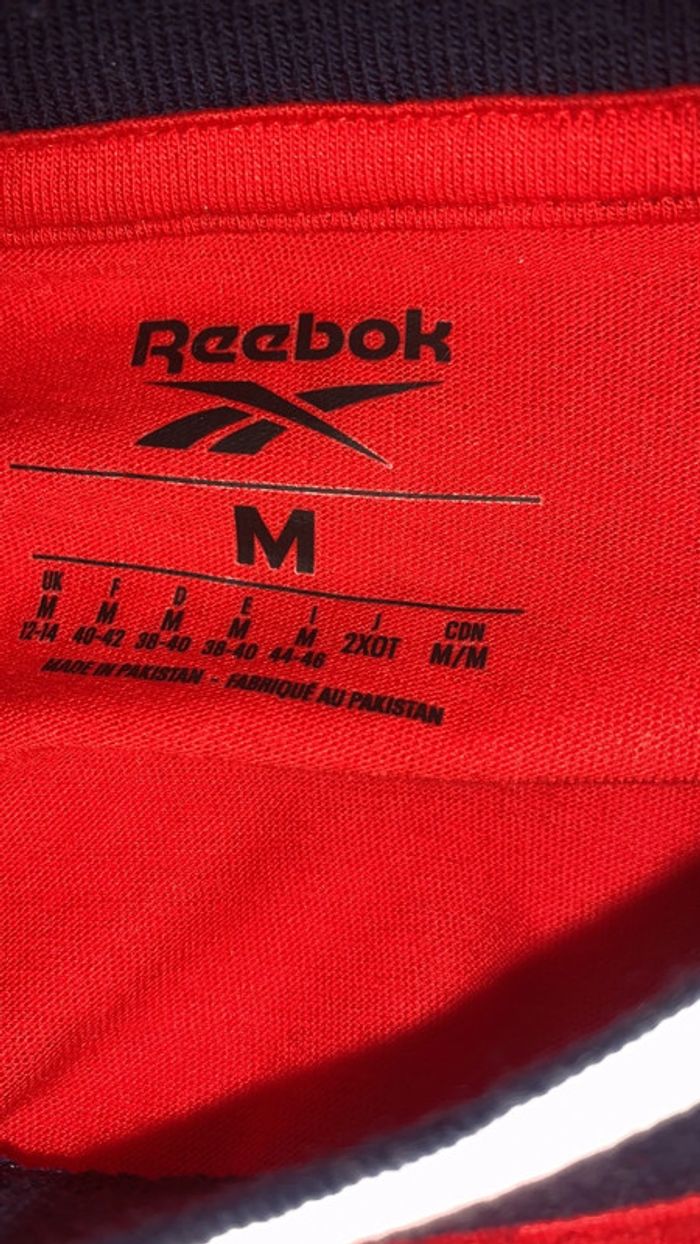 Reebok
M
UK F D E I J CDN
M M M M M 2XOT M/M
12-14 40-42 38-40 38-40 44-46
MADE IN PAKISTAN - FABRIQUÉ AU PAKISTAN